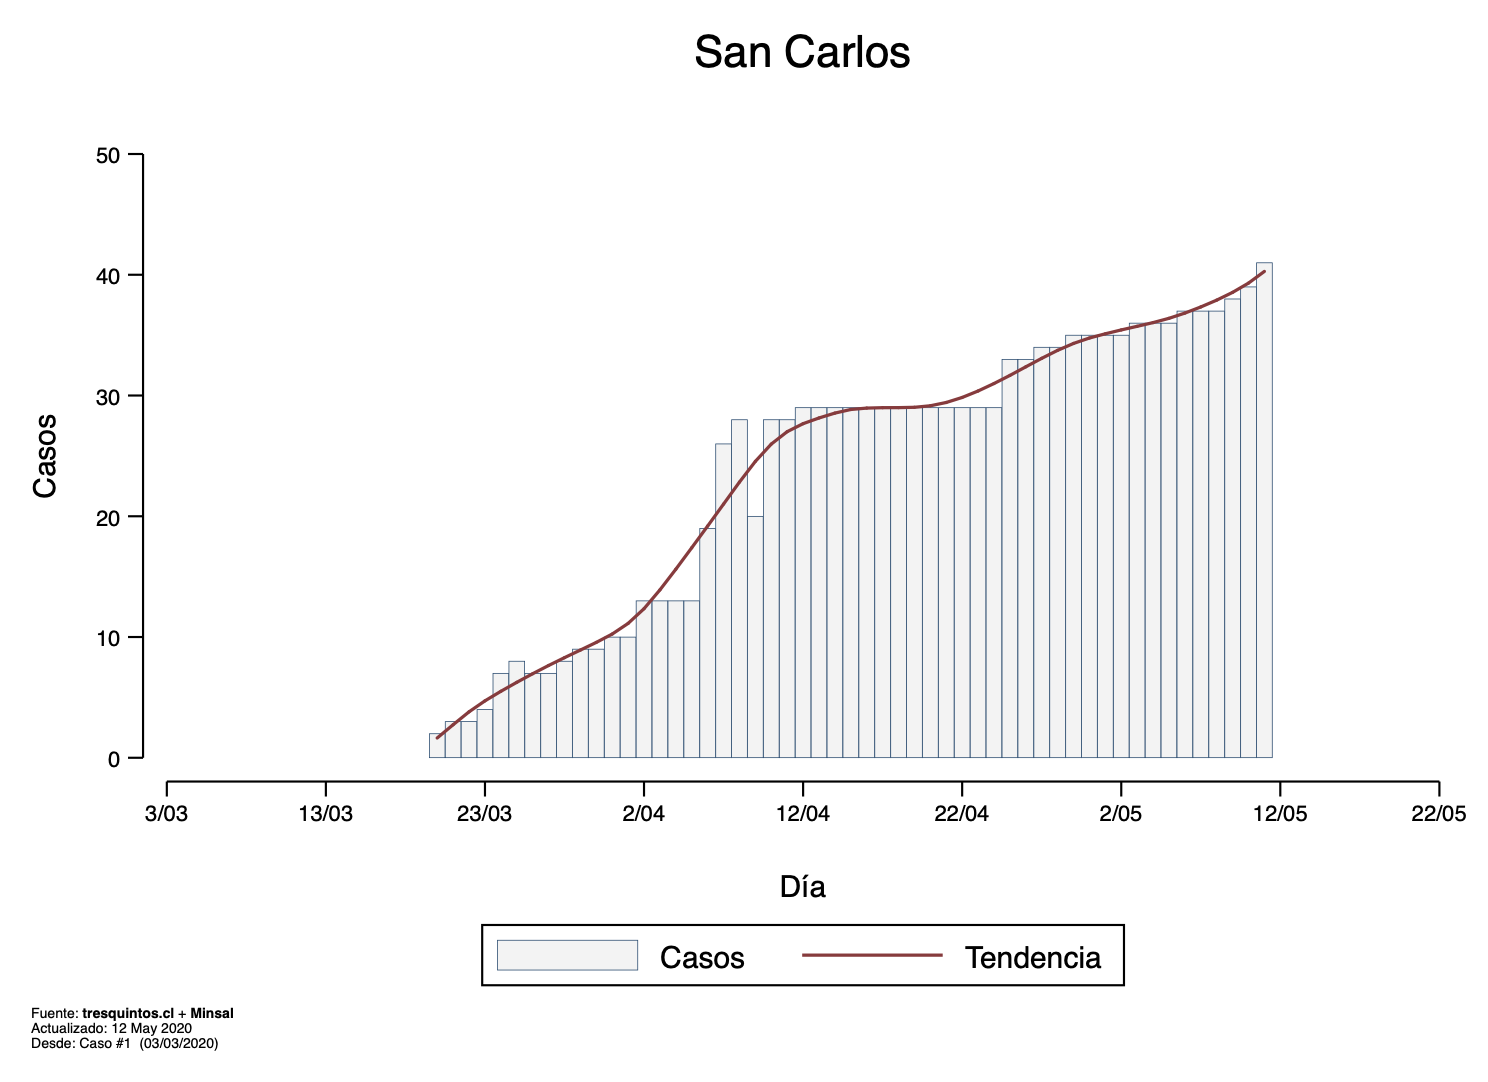 San Carlos
50
40
30
20
10
0
Casos
3/03 13/03 23/03 2/04 12/04 22/04 2/05 12/05 22/05
Día
Casos Tendencia
Fuente: tresquintos.cl + Minsal
Actualizado: 12 May 2020
Desde: Caso #1 (03/03/2020)